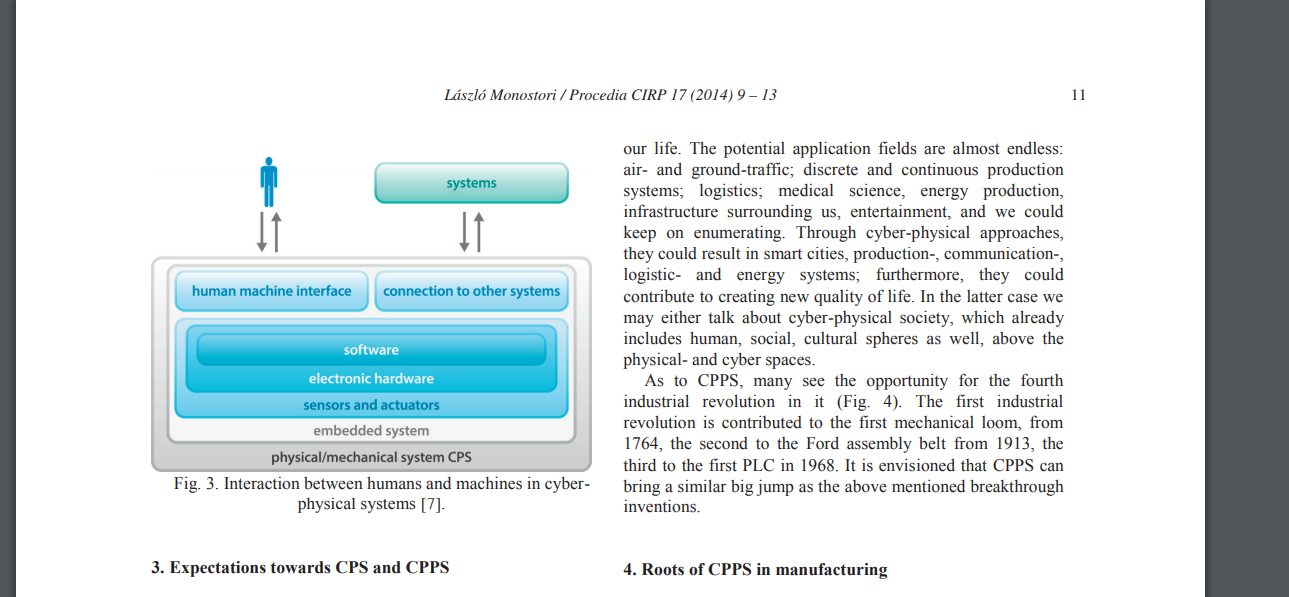 László Monostori / Procedia CIRP 17 (2014) 9 – 13
11
systems
human machine interface
connection to other systems
software
electronic hardware
sensors and actuators
embedded system
physical/mechanical system CPS
Fig. 3. Interaction between humans and machines in cyber-
physical systems [7].
3. Expectations towards CPS and CPPS
our life. The potential application fields are almost endless:
air- and ground-traffic; discrete and continuous production
systems; logistics; medical science, energy production,
infrastructure surrounding us, entertainment, and we could
keep on enumerating. Through cyber-physical approaches,
they could result in smart cities, production-, communication-,
logistic- and energy systems; furthermore, they could
contribute to creating new quality of life. In the latter case we
may either talk about cyber-physical society, which already
includes human, social, cultural spheres as well, above the
physical- and cyber spaces.
As to CPPS, many see the opportunity for the fourth
industrial revolution in it (Fig. 4). The first industrial
revolution is contributed to the first mechanical loom, from
1764, the second to the Ford assembly belt from 1913, the
third to the first PLC in 1968. It is envisioned that CPPS can
bring a similar big jump as the above mentioned breakthrough
inventions.
4. Roots of CPPS in manufacturing